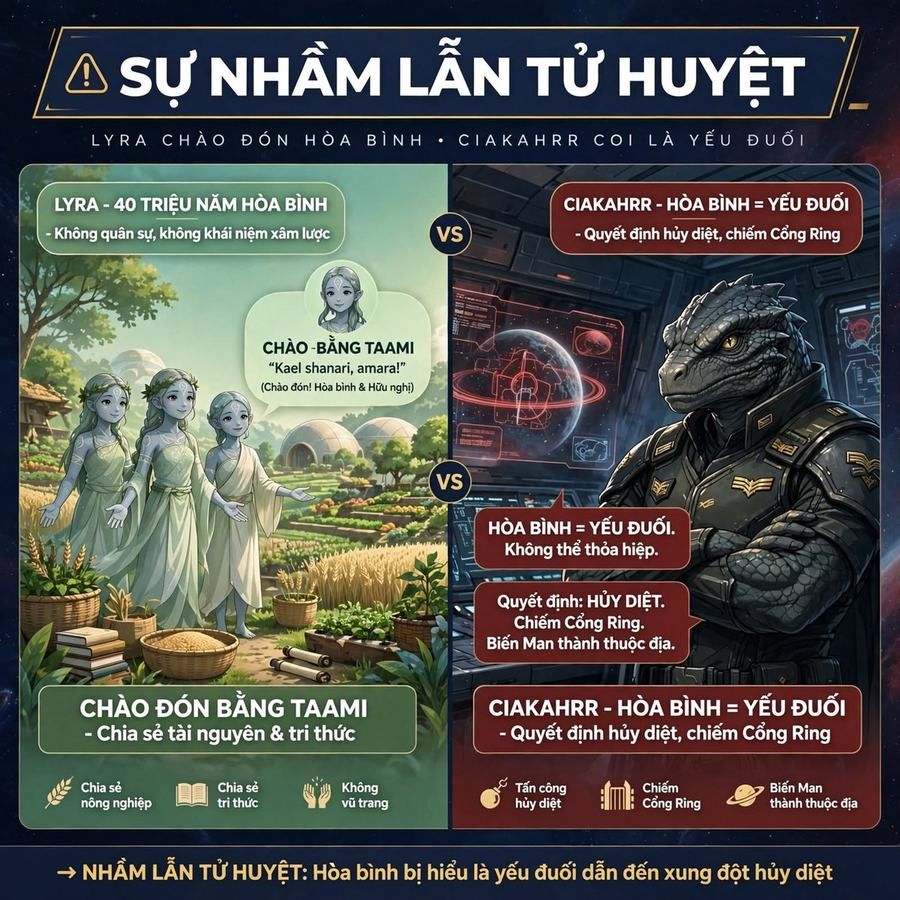 SỰ NHẦM LẪN TỬ HUYỆT
LYRA CHÀO ĐÓN HÒA BÌNH • CIAKAHRR COI LÀ YẾU ĐUỐI
LYRA - 40 TRIỆU NĂM HÒA BÌNH
- Không quân sự, không khái niệm xâm lược
VS
CIAKAHRR - HÒA BÌNH = YẾU ĐUỐI
- Quyết định hủy diệt, chiếm Cổng Ring
CHÀO -BẰNG TAAMI
“Kael shanari, amara!”
(Chào đón! Hòa bình & Hữu nghị)
VS
HÒA BÌNH = YẾU ĐUỐI.
Không thể thỏa hiệp.
Quyết định: HỦY DIỆT.
Chiếm Cổng Ring.
Biến Man thành thuộc địa.
CHÀO ĐÓN BẰNG TAAMI
- Chia sẻ tài nguyên & tri thức
Chia sẻ
nông nghiệp
Chia sẻ
tri thức
Không
vũ trang
CIAKAHRR - HÒA BÌNH = YẾU ĐUỐI
- Quyết định hủy diệt, chiếm Cổng Ring
Tấn công
hủy diệt
Chiếm
Cổng Ring
Biến Man
thành thuộc địa
→ NHẦM LẪN TỬ HUYỆT: Hòa bình bị hiểu là yếu đuối dẫn đến xung đột hủy diệt